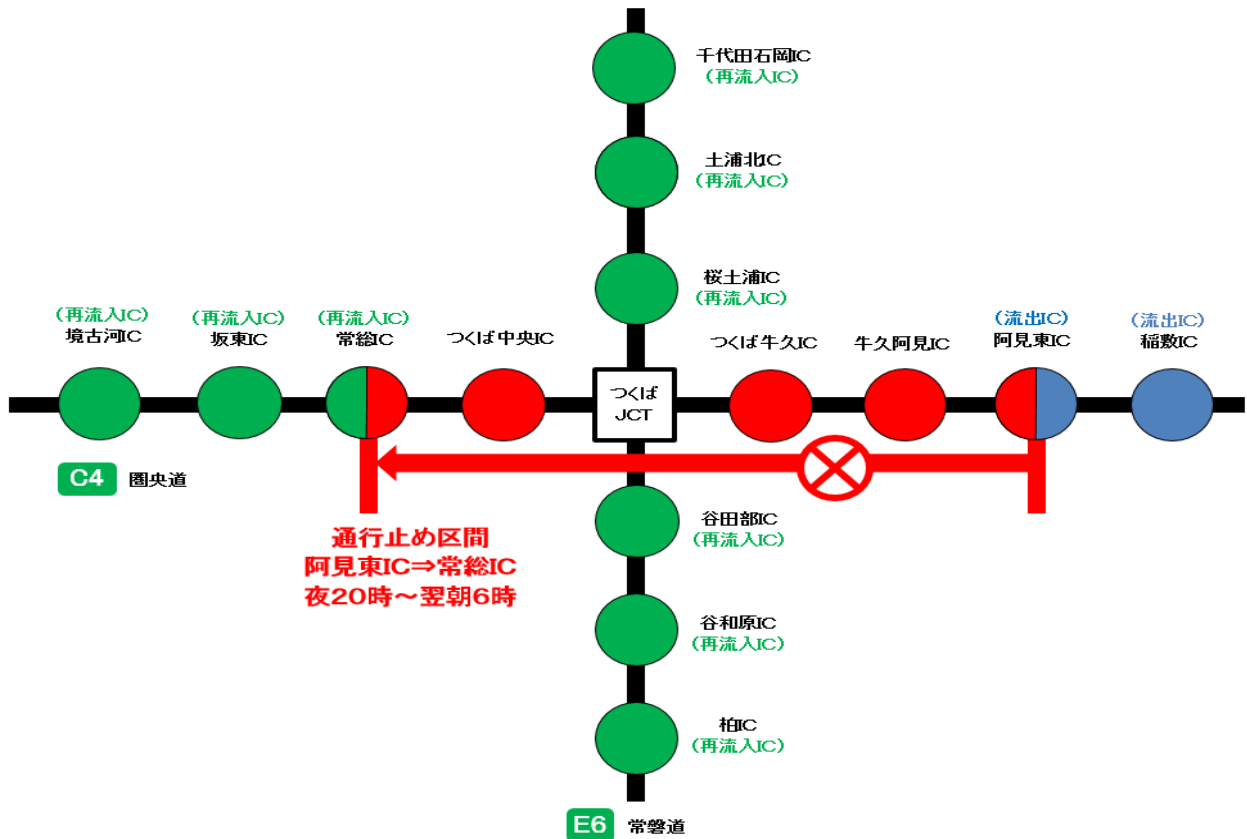 千代田石岡IC
(再流入IC)
土浦北IC
(再流入IC)
桜土浦IC
(再流入IC)
(再流入IC)
境古河IC
(再流入IC)
坂東IC
(再流入IC)
常総IC
つくば中央IC
つくば
JCT
つくば牛久IC
牛久阿見IC
(流出IC)
阿見東IC
(流出IC)
稲敷IC
C4 圏央道
通行止め区間
阿見東IC⇒常総IC
夜20時～翌朝6時
谷田部IC
(再流入IC)
谷和原IC
(再流入IC)
柏IC
(再流入IC)
E6 常磐道